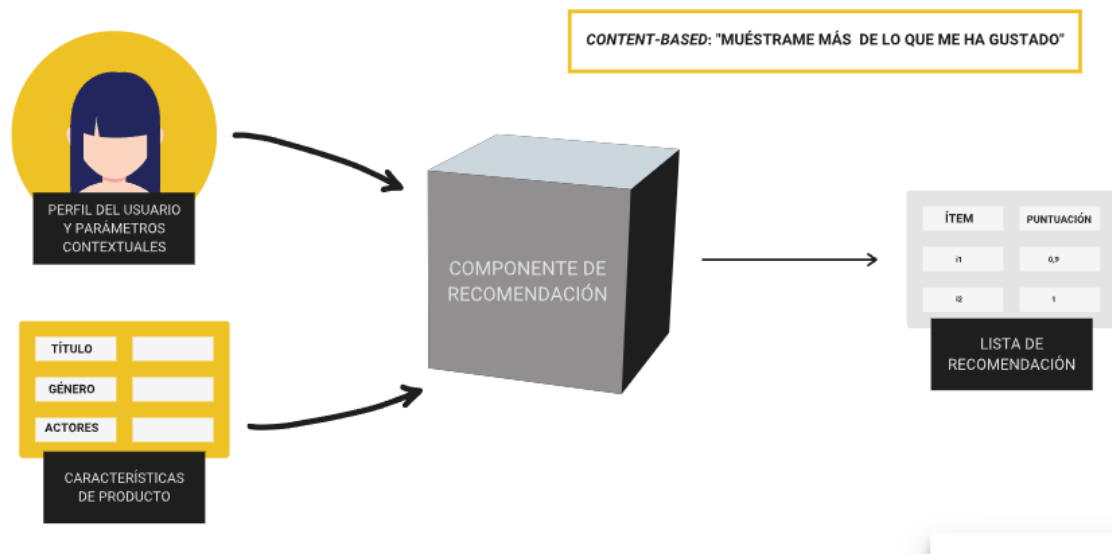 CONTENT-BASED: "MUÉSTRAME MÁS DE LO QUE ME HA GUSTADO"
PERFIL DEL USUARIO
Y PARÁMETROS
CONTEXTUALES
TÍTULO
GÉNERO
ACTORES
CARACTERÍSTICAS
DE PRODUCTO
COMPONENTE DE
RECOMENDACIÓN
ÍTEM PUNTUACIÓN
i1 0,9
i2 1
LISTA DE
RECOMENDACIÓN